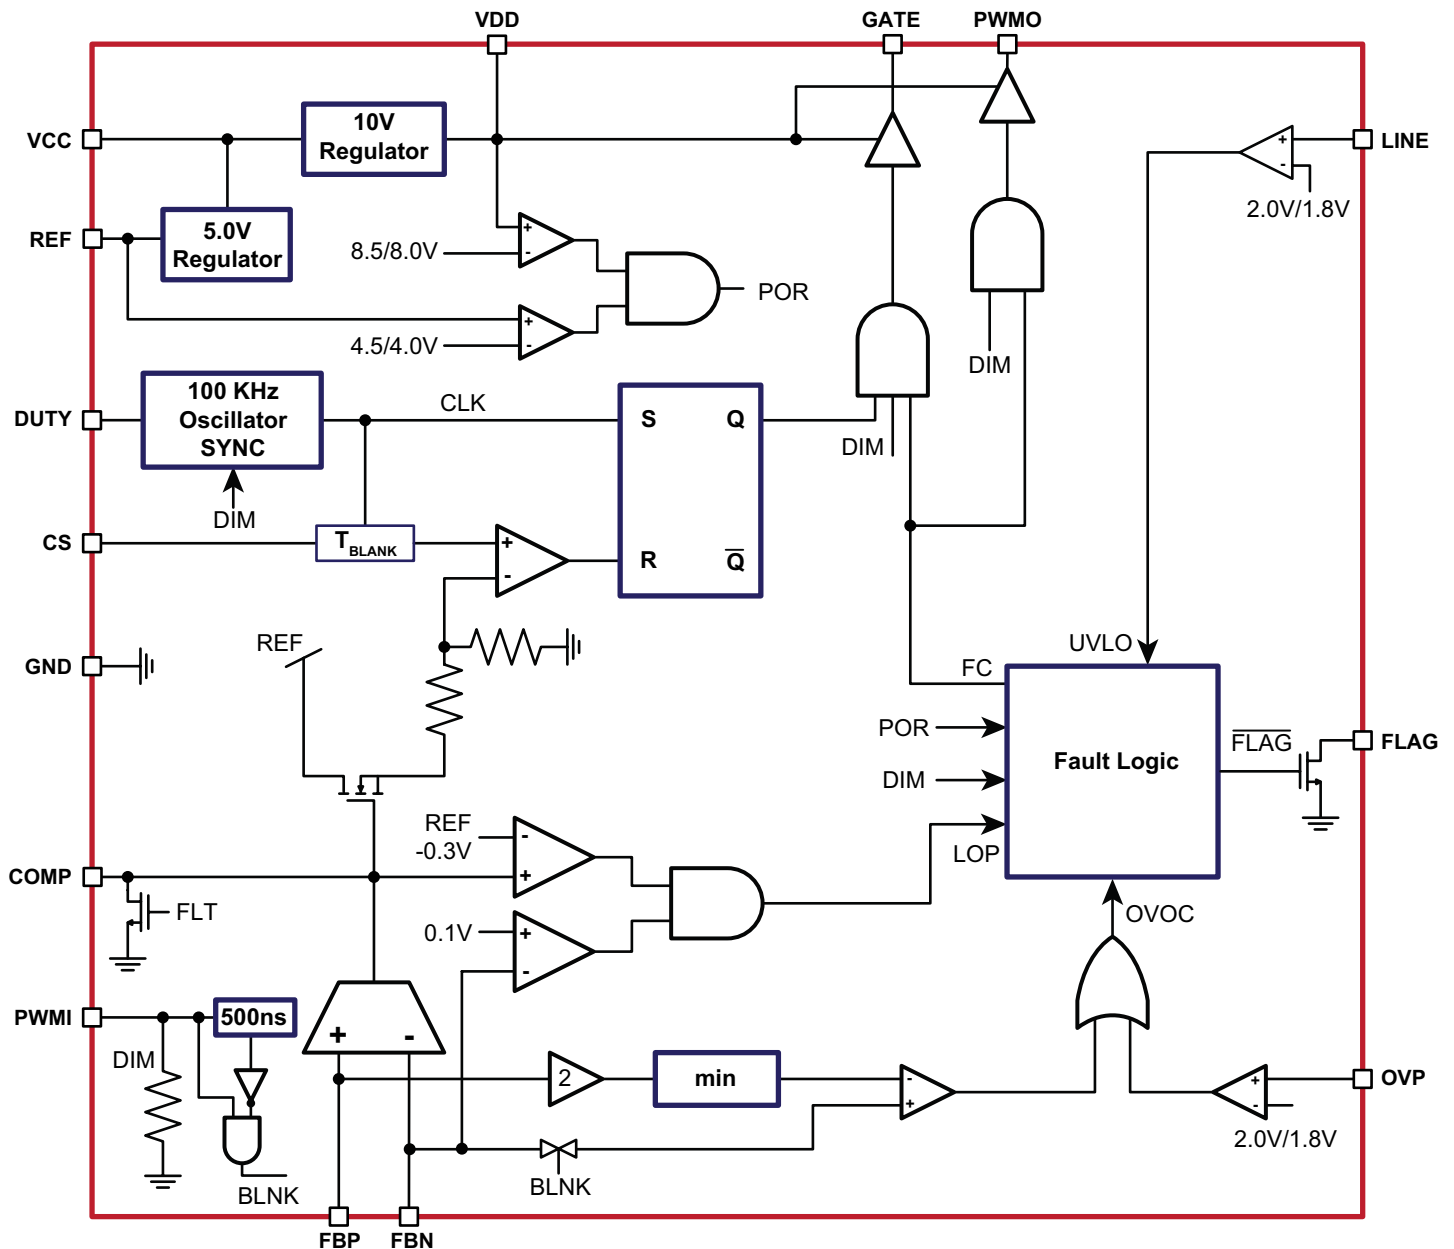 VDD
GATE
PWMO
VCC
10V
Regulator
+
-
LINE
2.0V/1.8V
REF
5.0V
Regulator
8.5/8.0V
+
-
POR
4.5/4.0V
+
-
DIM
DUTY
100 KHz
Oscillator
SYNC
CLK
S
Q
DIM
DIM
CS
TBLANK
+
-
R
Q̅
GND
REF
UVLO
FC
POR
DIM
LOP
Fault Logic
F̅L̅A̅G̅
FLAG
REF
-0.3V
-
+
COMP
FLT
0.1V
+
-
OVOC
PWMI
500ns
DIM
+
-
BLNK
2
min
-
+
BLNK
+
-
OVP
2.0V/1.8V
FBP
FBN